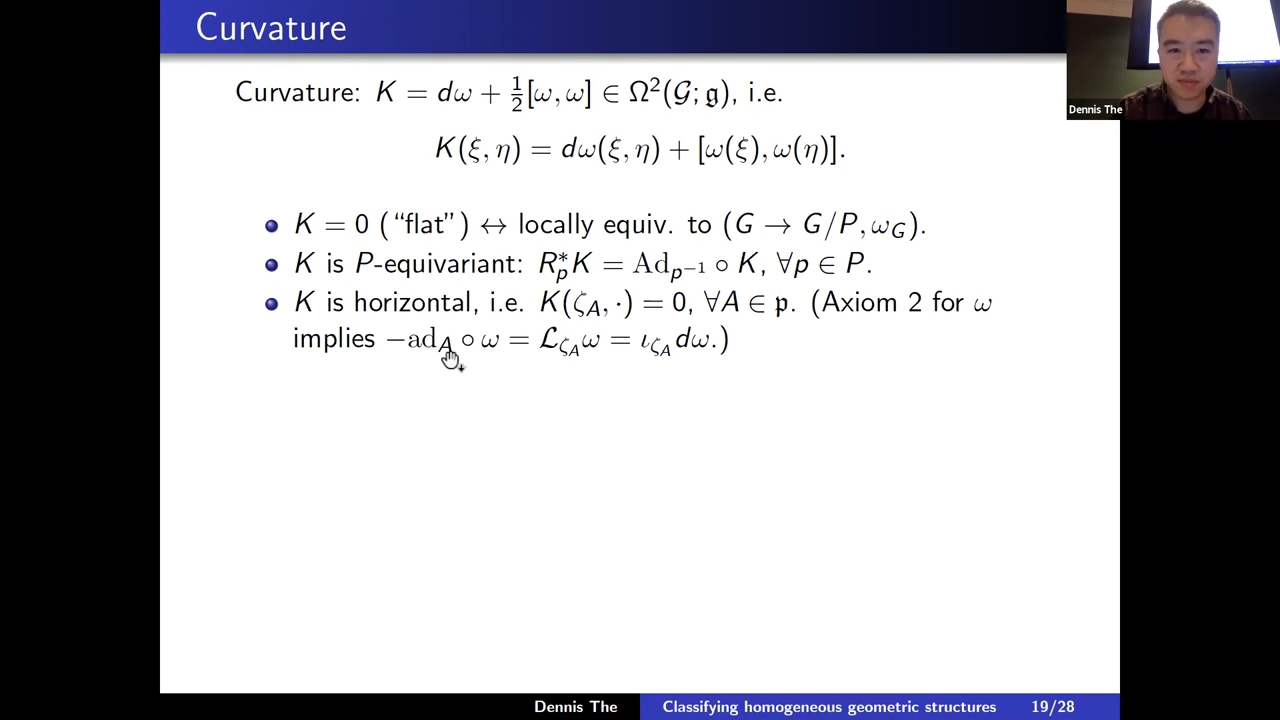 Curvature
Curvature: K = dω + ½[ω, ω] ∈ Ω²(𝒢; 𝔤), i.e.
K(ξ, η) = dω(ξ, η) + [ω(ξ), ω(η)].
K = 0 (“flat”) ↔ locally equiv. to (G → G/P, ω_G).
K is P-equivariant: R_p^* K = Ad_{p⁻¹} ∘ K, ∀p ∈ P.
K is horizontal, i.e. K(ζ_A, ·) = 0, ∀A ∈ 𝔭. (Axiom 2 for ω
implies −ad_A ∘ ω = ℒ_{ζ_A} ω = ι_{ζ_A} dω.)
Dennis The
Dennis The Classifying homogeneous geometric structures 19/28